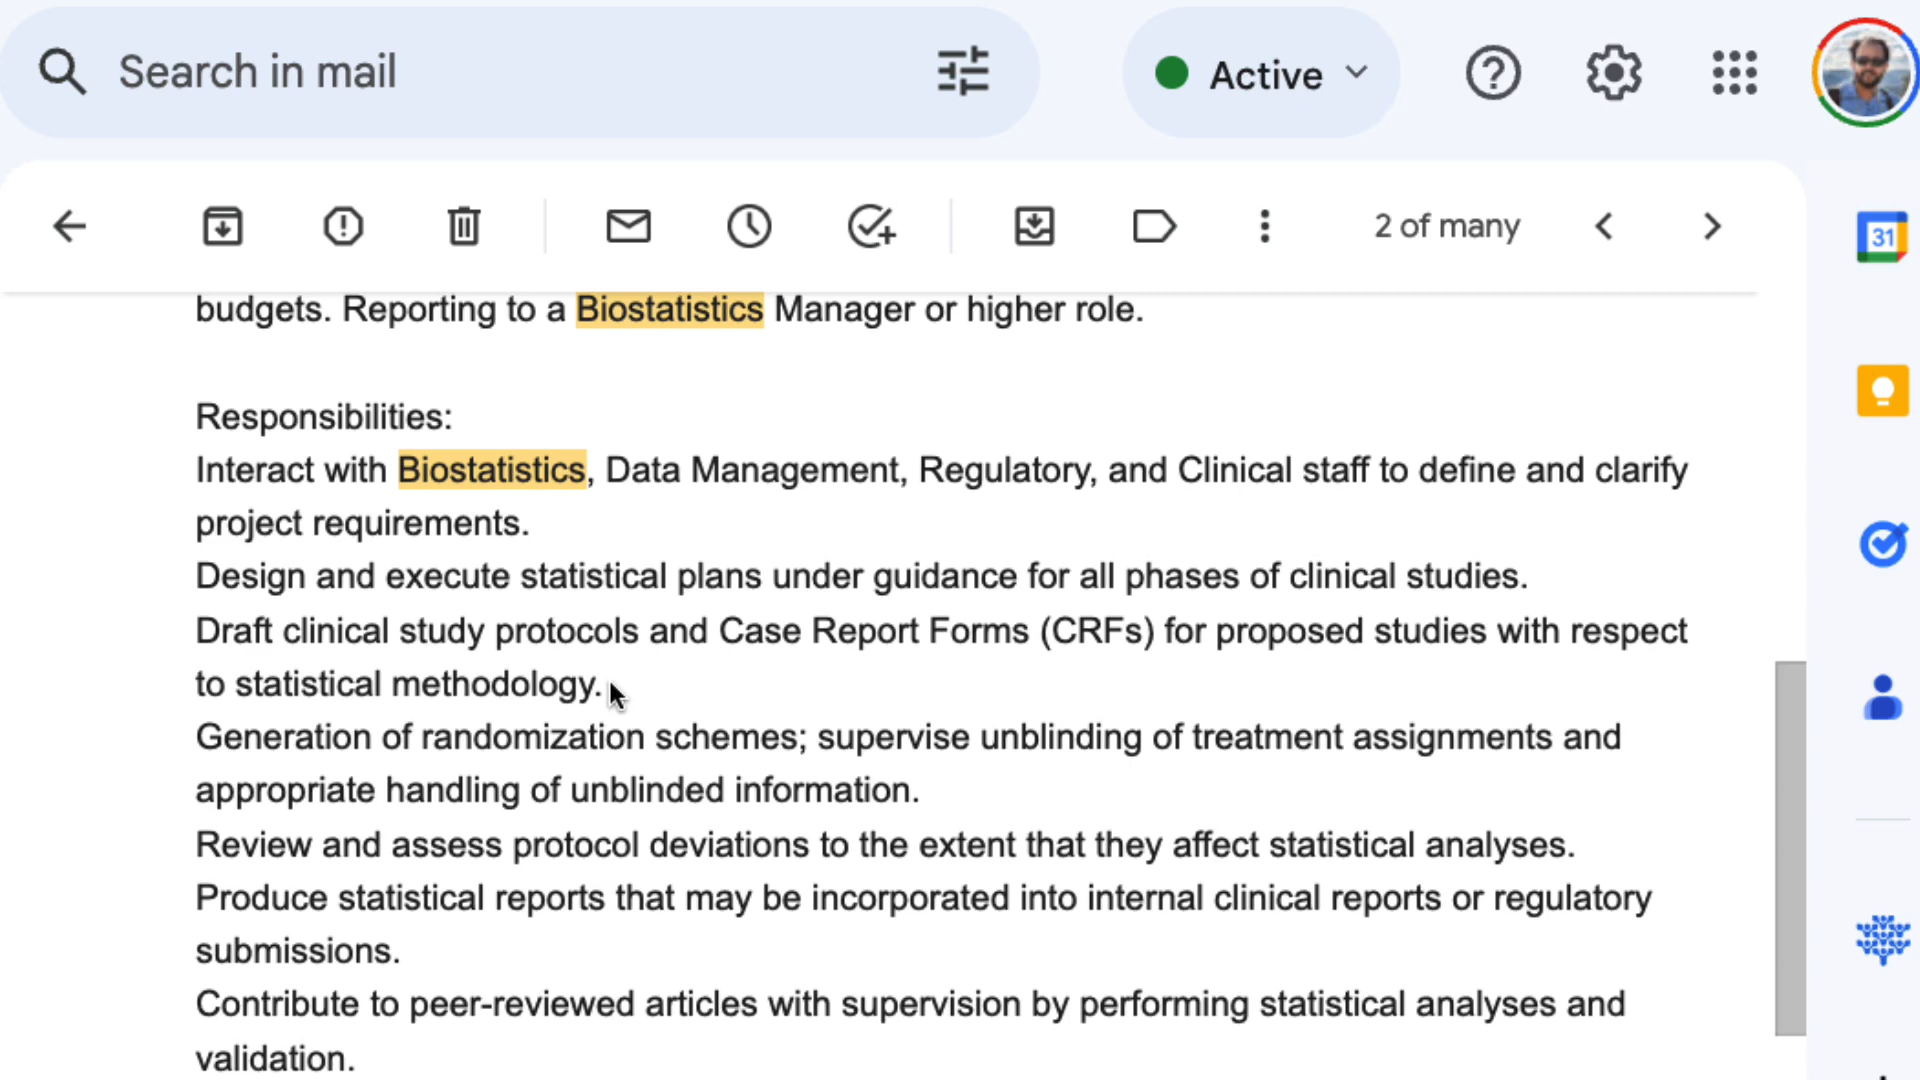 Search in mail
Active
2 of many
31
budgets. Reporting to a Biostatistics Manager or higher role.
Responsibilities:
Interact with Biostatistics, Data Management, Regulatory, and Clinical staff to define and clarify
project requirements.
Design and execute statistical plans under guidance for all phases of clinical studies.
Draft clinical study protocols and Case Report Forms (CRFs) for proposed studies with respect
to statistical methodology.
Generation of randomization schemes; supervise unblinding of treatment assignments and
appropriate handling of unblinded information.
Review and assess protocol deviations to the extent that they affect statistical analyses.
Produce statistical reports that may be incorporated into internal clinical reports or regulatory
submissions.
Contribute to peer-reviewed articles with supervision by performing statistical analyses and
validation.